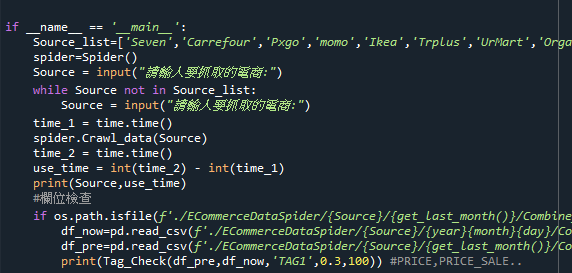 if __name__ == '__main__':
Source_list=['Seven','Carrefour','Pxgo','momo','Ikea','Trplus','UrMart','Orga
spider=Spider()
Source = input("請輸入要抓取的電商:")
while Source not in Source_list:
Source = input("請輸入要抓取的電商:")
time_1 = time.time()
spider.Crawl_data(Source)
time_2 = time.time()
use_time = int(time_2) - int(time_1)
print(Source,use_time)
#欄位檢查
if os.path.isfile(f'./ECommerceDataSpider/{Source}/{get_last_month()}/Combine
df_now=pd.read_csv(f'./ECommerceDataSpider/{Source}/{year}{month}{day}/Co
df_pre=pd.read_csv(f'./ECommerceDataSpider/{Source}/{get_last_month()}/Co
print(Tag_Check(df_pre,df_now,'TAG1',0.3,100)) #PRICE,PRICE_SALE..